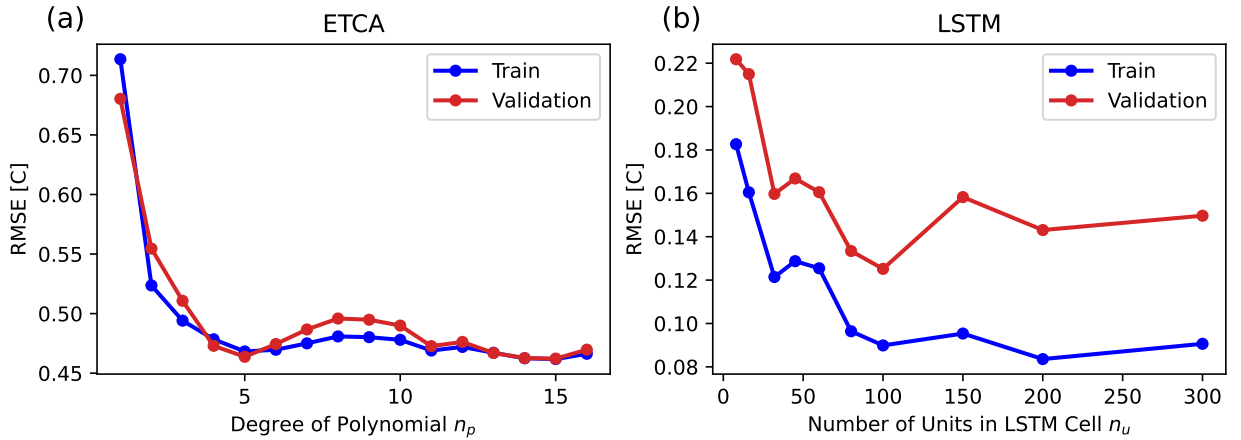 (a)
ETCA
RMSE [C]
0.70
0.65
0.60
0.55
0.50
0.45
Train
Validation
5
10
15
Degree of Polynomial nₚ
(b)
LSTM
RMSE [C]
0.22
0.20
0.18
0.16
0.14
0.12
0.10
0.08
Train
Validation
0
50
100
150
200
250
300
Number of Units in LSTM Cell nᵤ